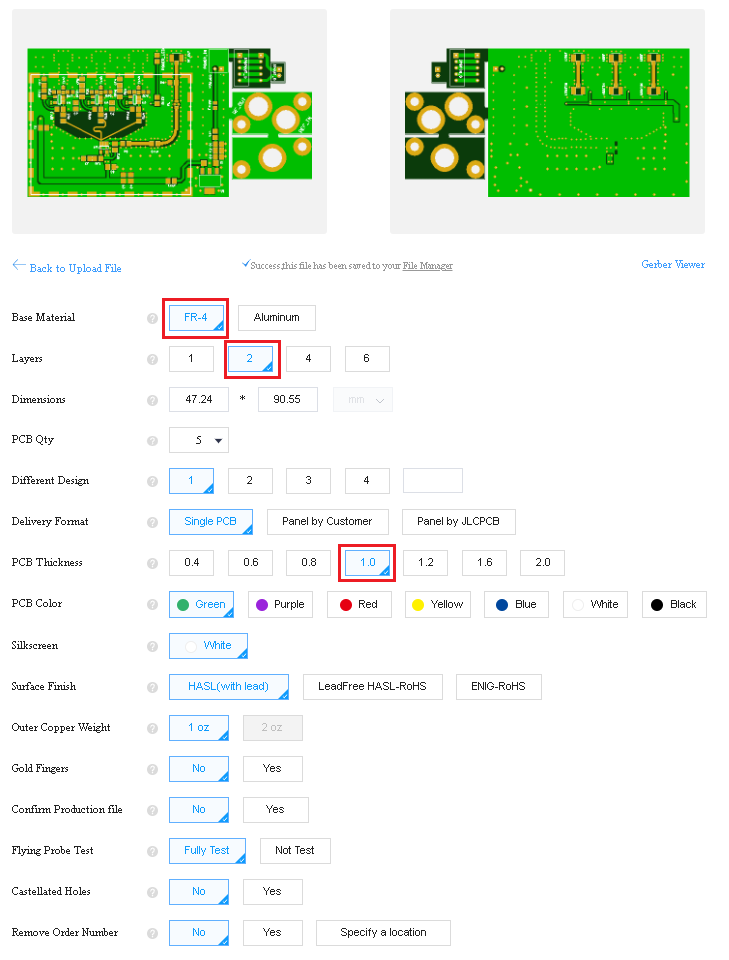 Back to Upload File
Success,this file has been saved to your File Manager
Gerber Viewer
Base Material ? FR-4 Aluminum
Layers ? 1 2 4 6
Dimensions ? 47.24 * 90.55 mm
PCB Qty ? 5
Different Design ? 1 2 3 4
Delivery Format ? Single PCB Panel by Customer Panel by JLCPCB
PCB Thickness ? 0.4 0.6 0.8 1.0 1.2 1.6 2.0
PCB Color ? Green Purple Red Yellow Blue White Black
Silkscreen ? White
Surface Finish ? HASL(with lead) LeadFree HASL-RoHS ENIG-RoHS
Outer Copper Weight ? 1 oz 2 oz
Gold Fingers ? No Yes
Confirm Production file ? No Yes
Flying Probe Test ? Fully Test Not Test
Castellated Holes ? No Yes
Remove Order Number ? No Yes Specify a location